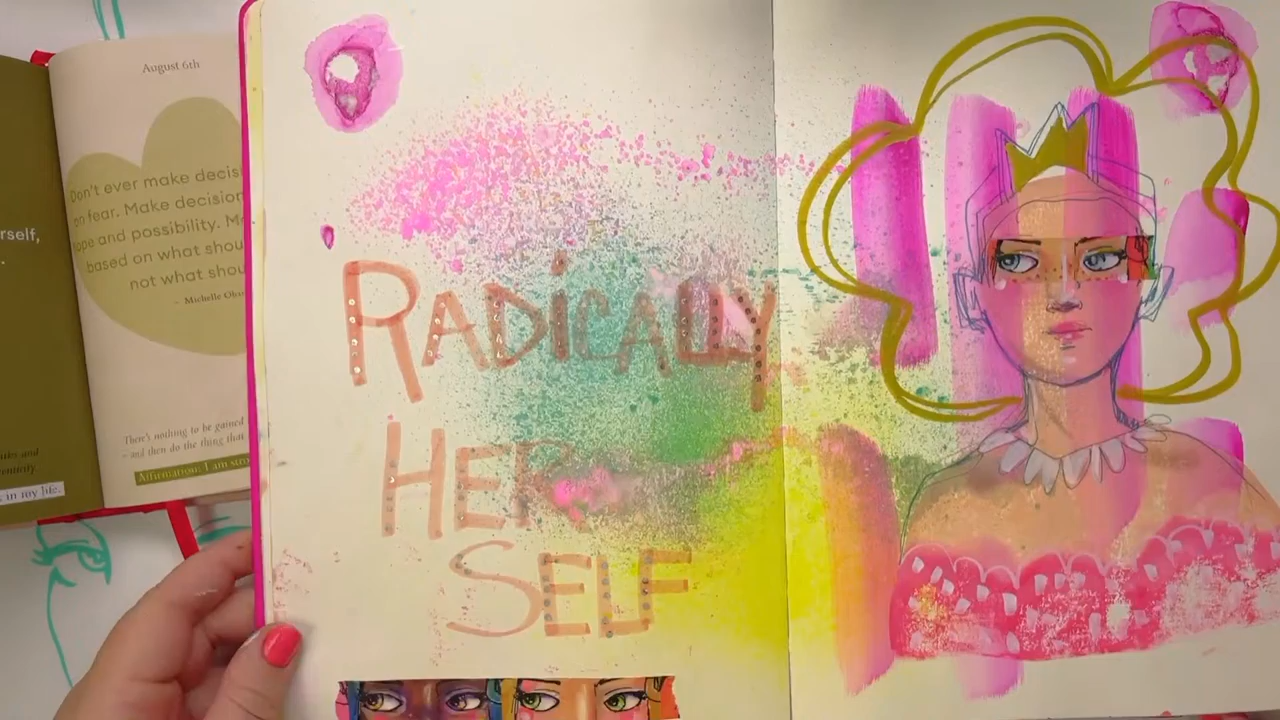 August 6th
Don't ever make decis
on fear. Make decision
ope and possibility. M
based on what shou
not what shou
- Michelle Oba
There's nothing to be gained
– and then do the thing that
Affirmation: I am stro
rself,
in my life.
RADiCALLY
HER
SELF